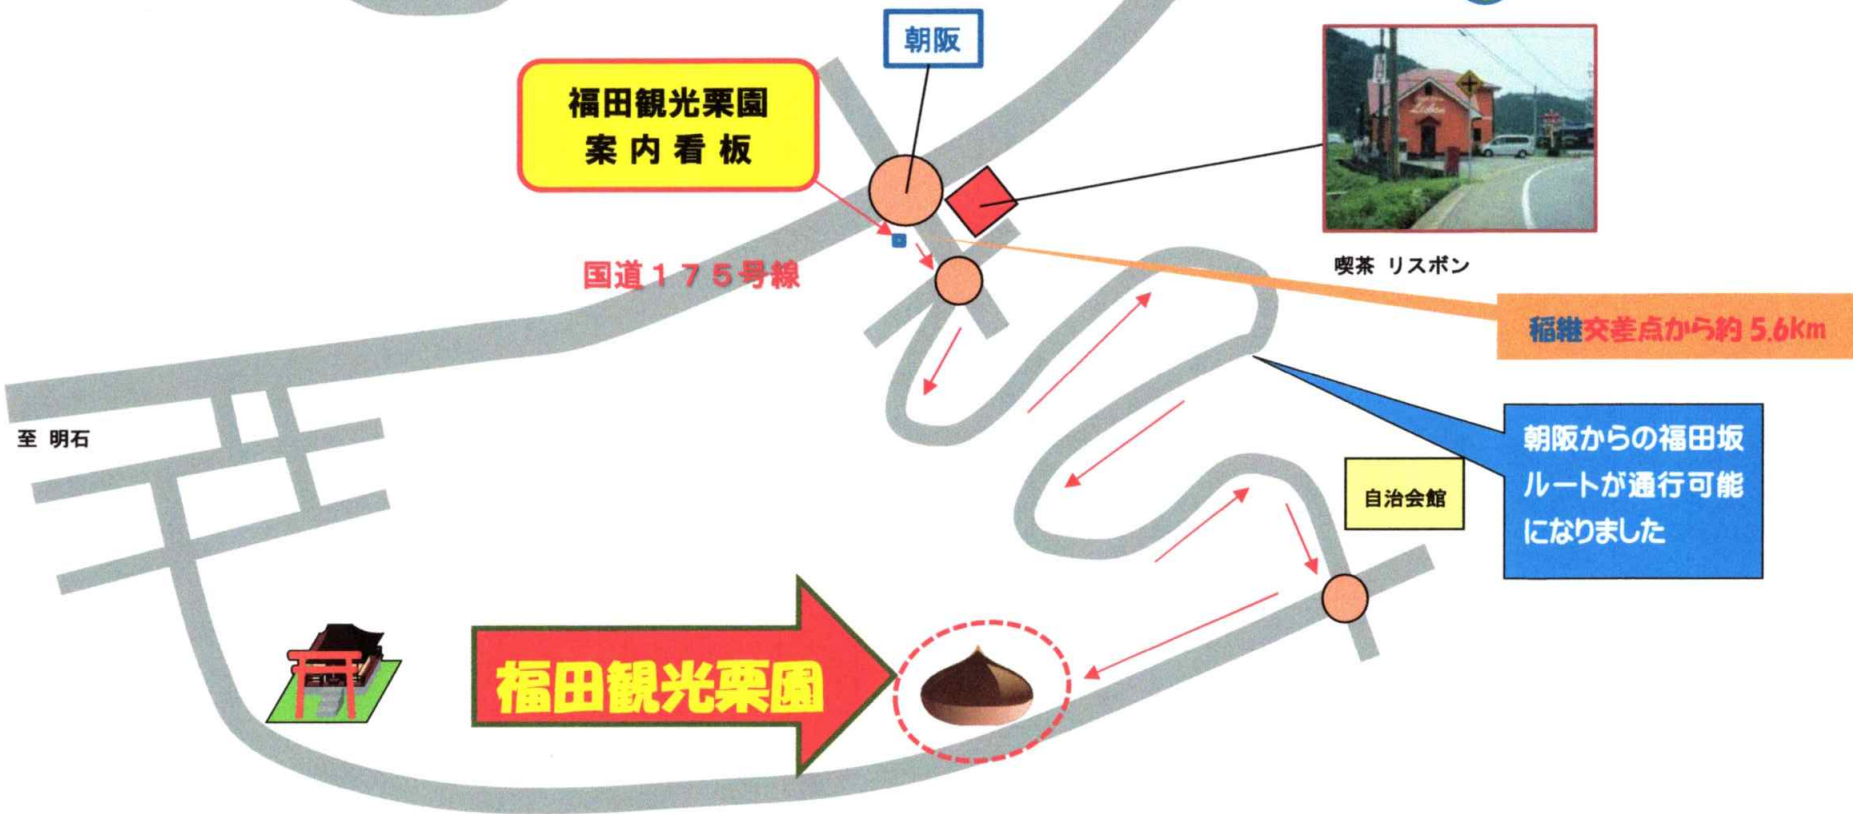 朝阪
福田観光栗園
案内看板
国道175号線
喫茶 リスボン
稲継交差点から約 5.6km
至 明石
朝阪からの福田坂
ルートが通行可能
になりました
自治会館
福田観光栗園